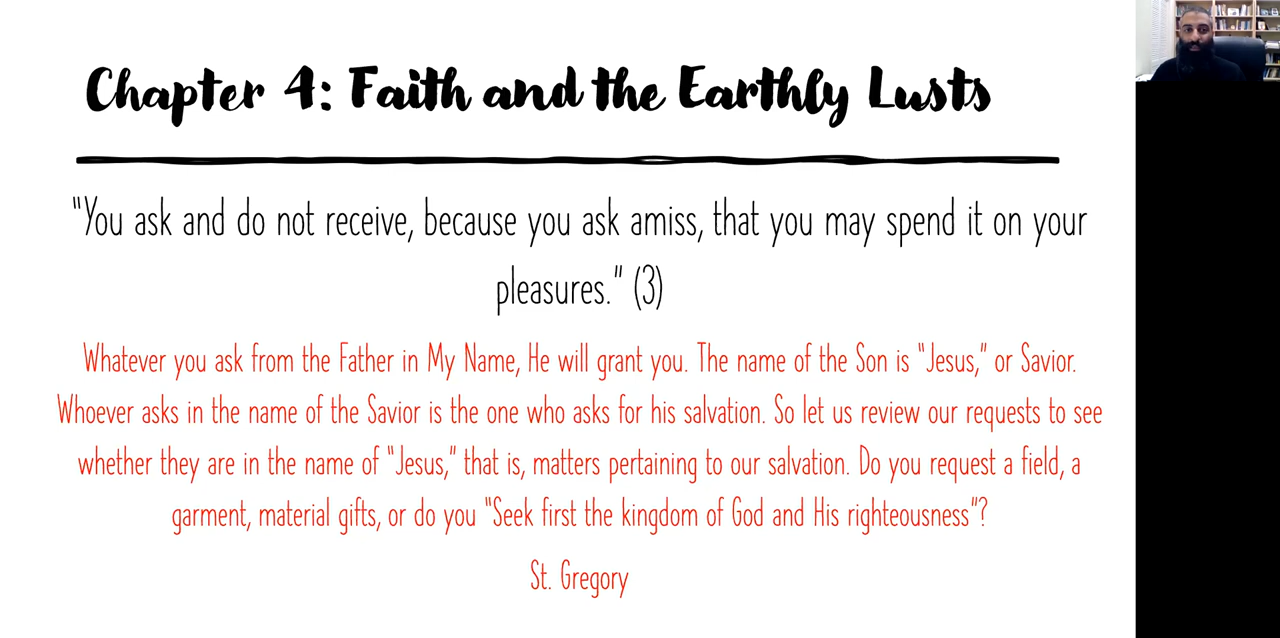 Chapter 4: Faith and the Earthly Lusts
"You ask and do not receive, because you ask amiss, that you may spend it on your
pleasures." (3)
Whatever you ask from the Father in My Name, He will grant you. The name of the Son is "Jesus," or Savior.
Whoever asks in the name of the Savior is the one who asks for his salvation. So let us review our requests to see
whether they are in the name of "Jesus," that is, matters pertaining to our salvation. Do you request a field, a
garment, material gifts, or do you "Seek first the kingdom of God and His righteousness"?
St. Gregory